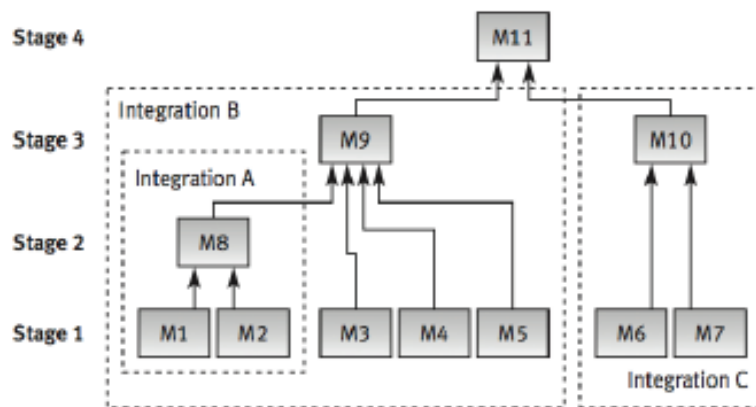 Stage 4
M11
Integration B
Stage 3
M9
M10
Integration A
Stage 2
M8
Stage 1
M1
M2
M3
M4
M5
M6
M7
Integration C